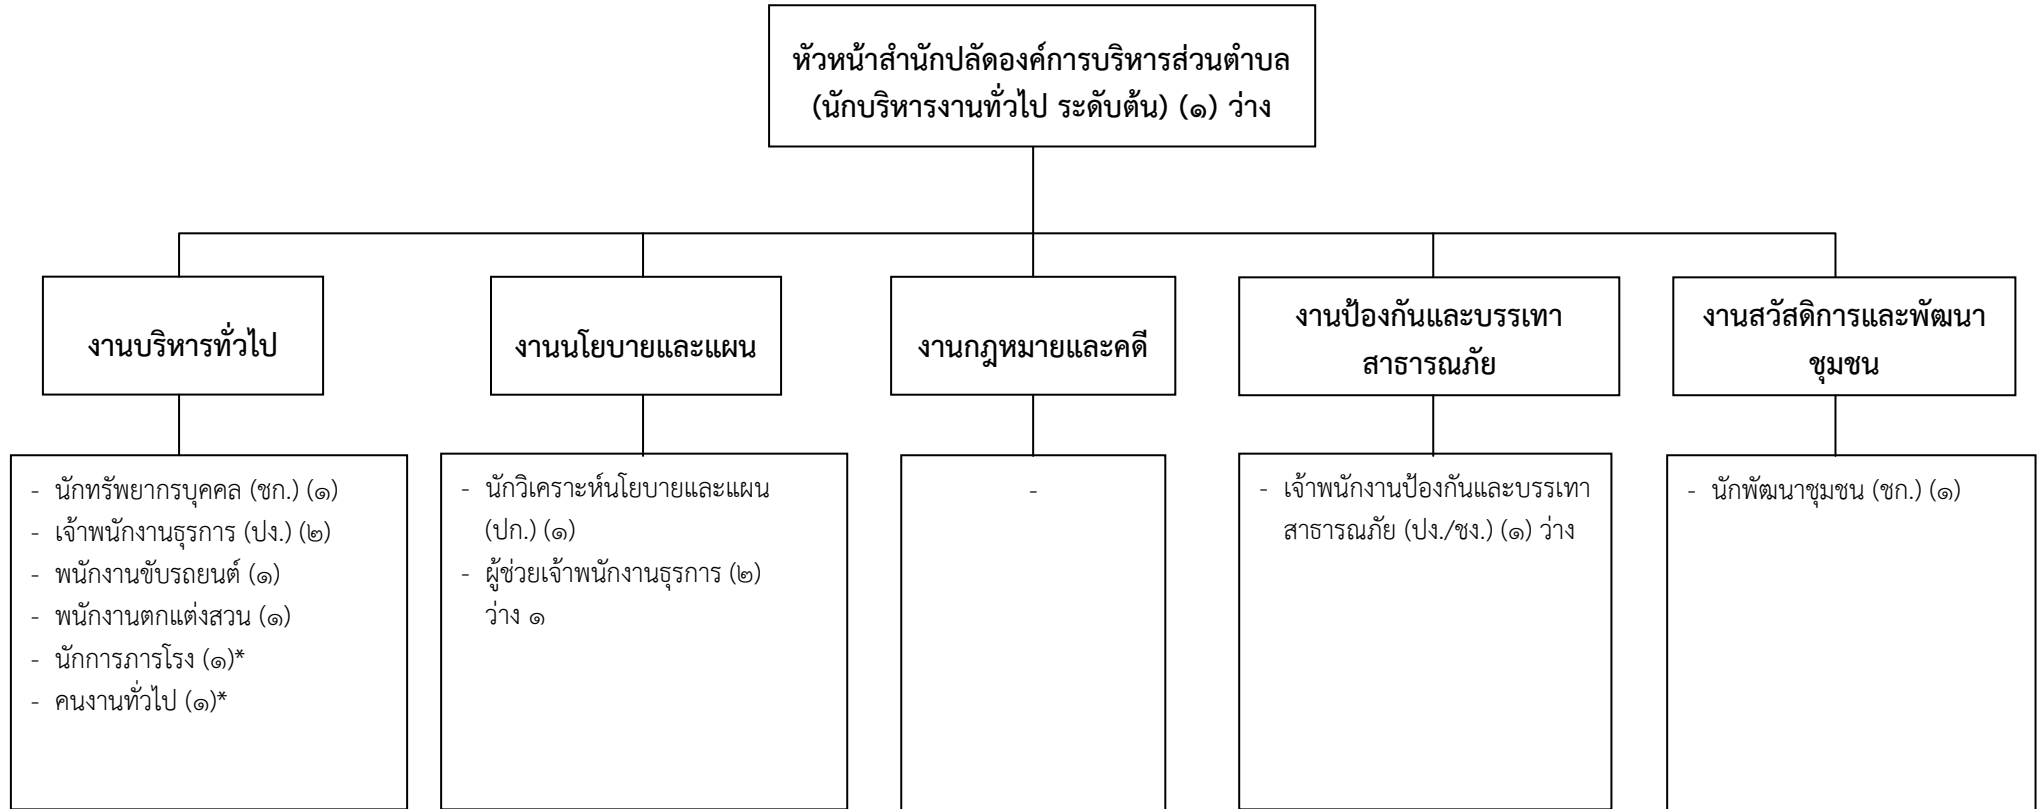 หัวหน้าสำนักปลัดองค์การบริหารส่วนตำบล
(นักบริหารงานทั่วไป ระดับต้น) (๑) ว่าง
งานบริหารทั่วไป
งานนโยบายและแผน
งานกฎหมายและคดี
งานป้องกันและบรรเทา
สาธารณภัย
งานสวัสดิการและพัฒนา
ชุมชน
- นักทรัพยากรบุคคล (ชก.) (๑)
- เจ้าพนักงานธุรการ (ปง.) (๒)
- พนักงานขับรถยนต์ (๑)
- พนักงานตกแต่งสวน (๑)
- นักการภารโรง (๑)*
- คนงานทั่วไป (๑)*
- นักวิเคราะห์นโยบายและแผน
(ปก.) (๑)
- ผู้ช่วยเจ้าพนักงานธุรการ (๒)
ว่าง ๑
-
- เจ้าพนักงานป้องกันและบรรเทา
สาธารณภัย (ปง./ชง.) (๑) ว่าง
- นักพัฒนาชุมชน (ชก.) (๑)